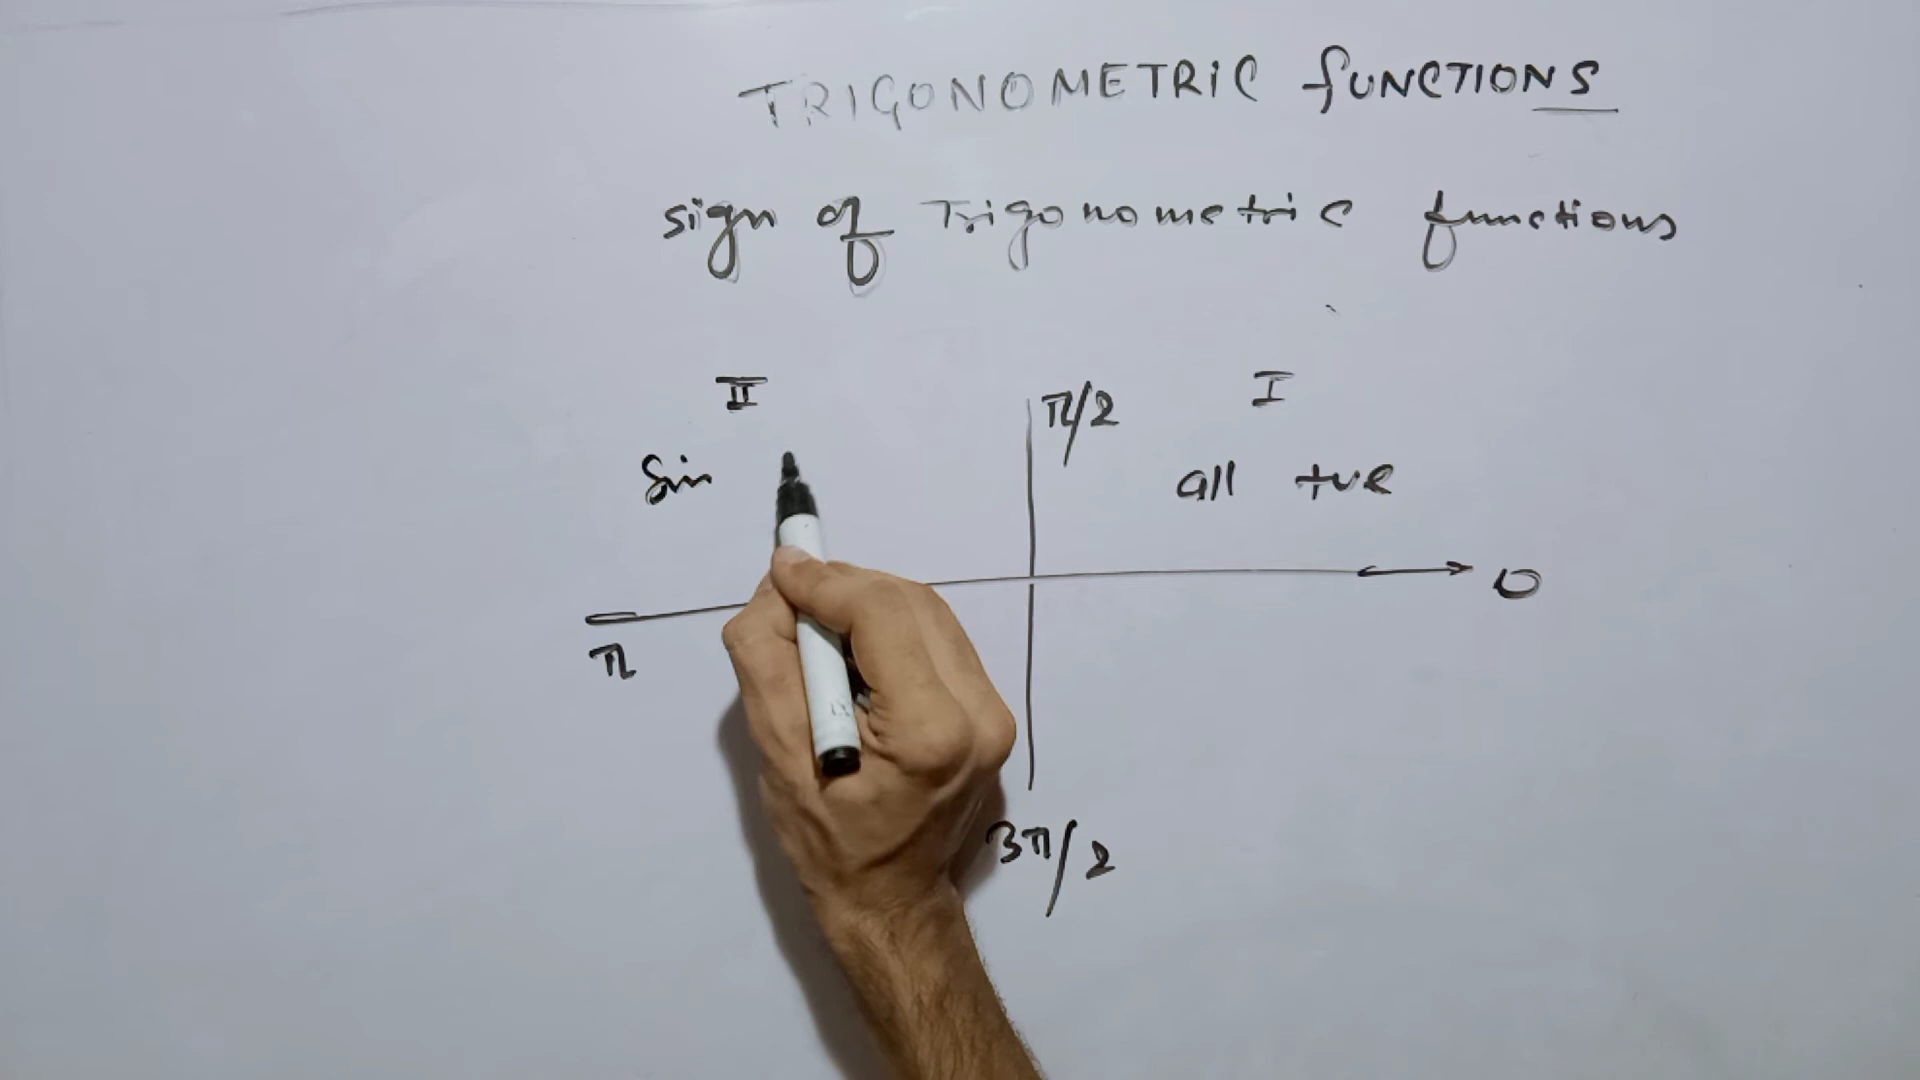 TRIGONOMETRIC fUNCTIONS
sign of Trigonometric functions
II
I
π/2
Sin
all +ve
0
π
3π/2